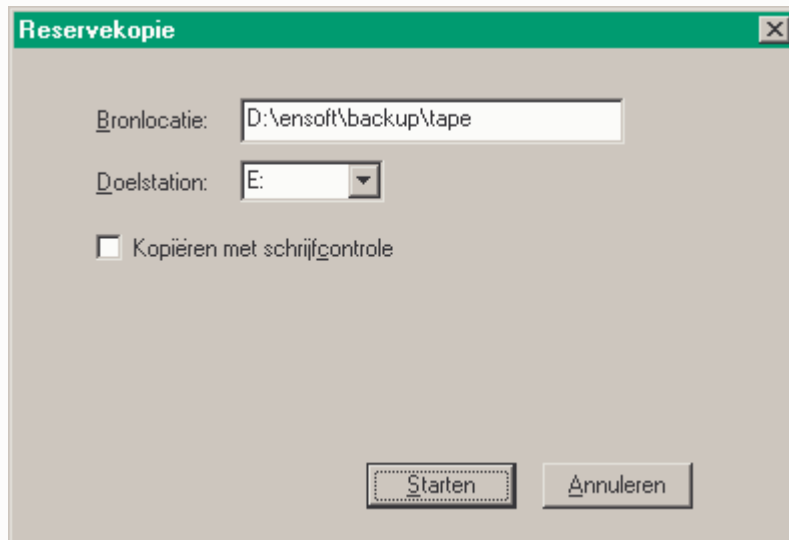 Reservekopie
Bronlocatie: D:\ensoft\backup\tape
Doelstation: E:
Kopiëren met schrijfcontrole
Starten Annuleren